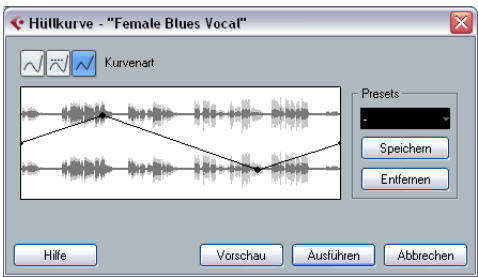 Hüllkurve - "Female Blues Vocal"
Kurvenart
Presets
-
Speichern
Entfernen
Hilfe Vorschau Ausführen Abbrechen